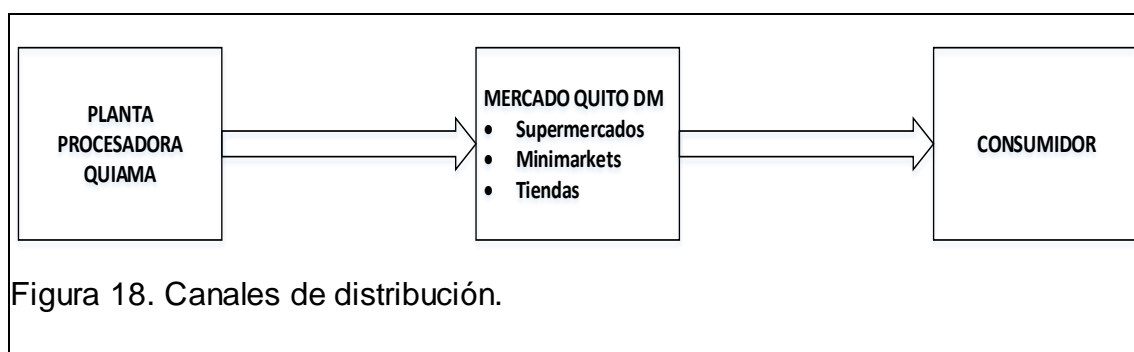 PLANTA
PROCESADORA
QUIAMA
MERCADO QUITO DM
• Supermercados
• Minimarkets
• Tiendas
CONSUMIDOR
Figura 18. Canales de distribución.